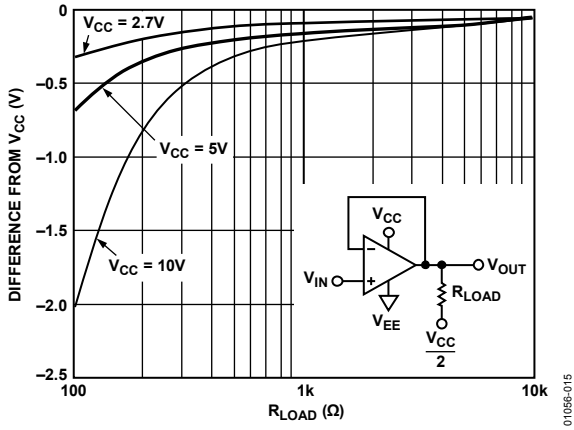 0
–0.5
–1.0
–1.5
–2.0
–2.5
DIFFERENCE FROM VCC (V)
VCC = 2.7V
VCC = 5V
VCC = 10V
VCC
VIN
–
+
VEE
VOUT
RLOAD
VCC
2
100
1k
10k
RLOAD (Ω)
01056-015